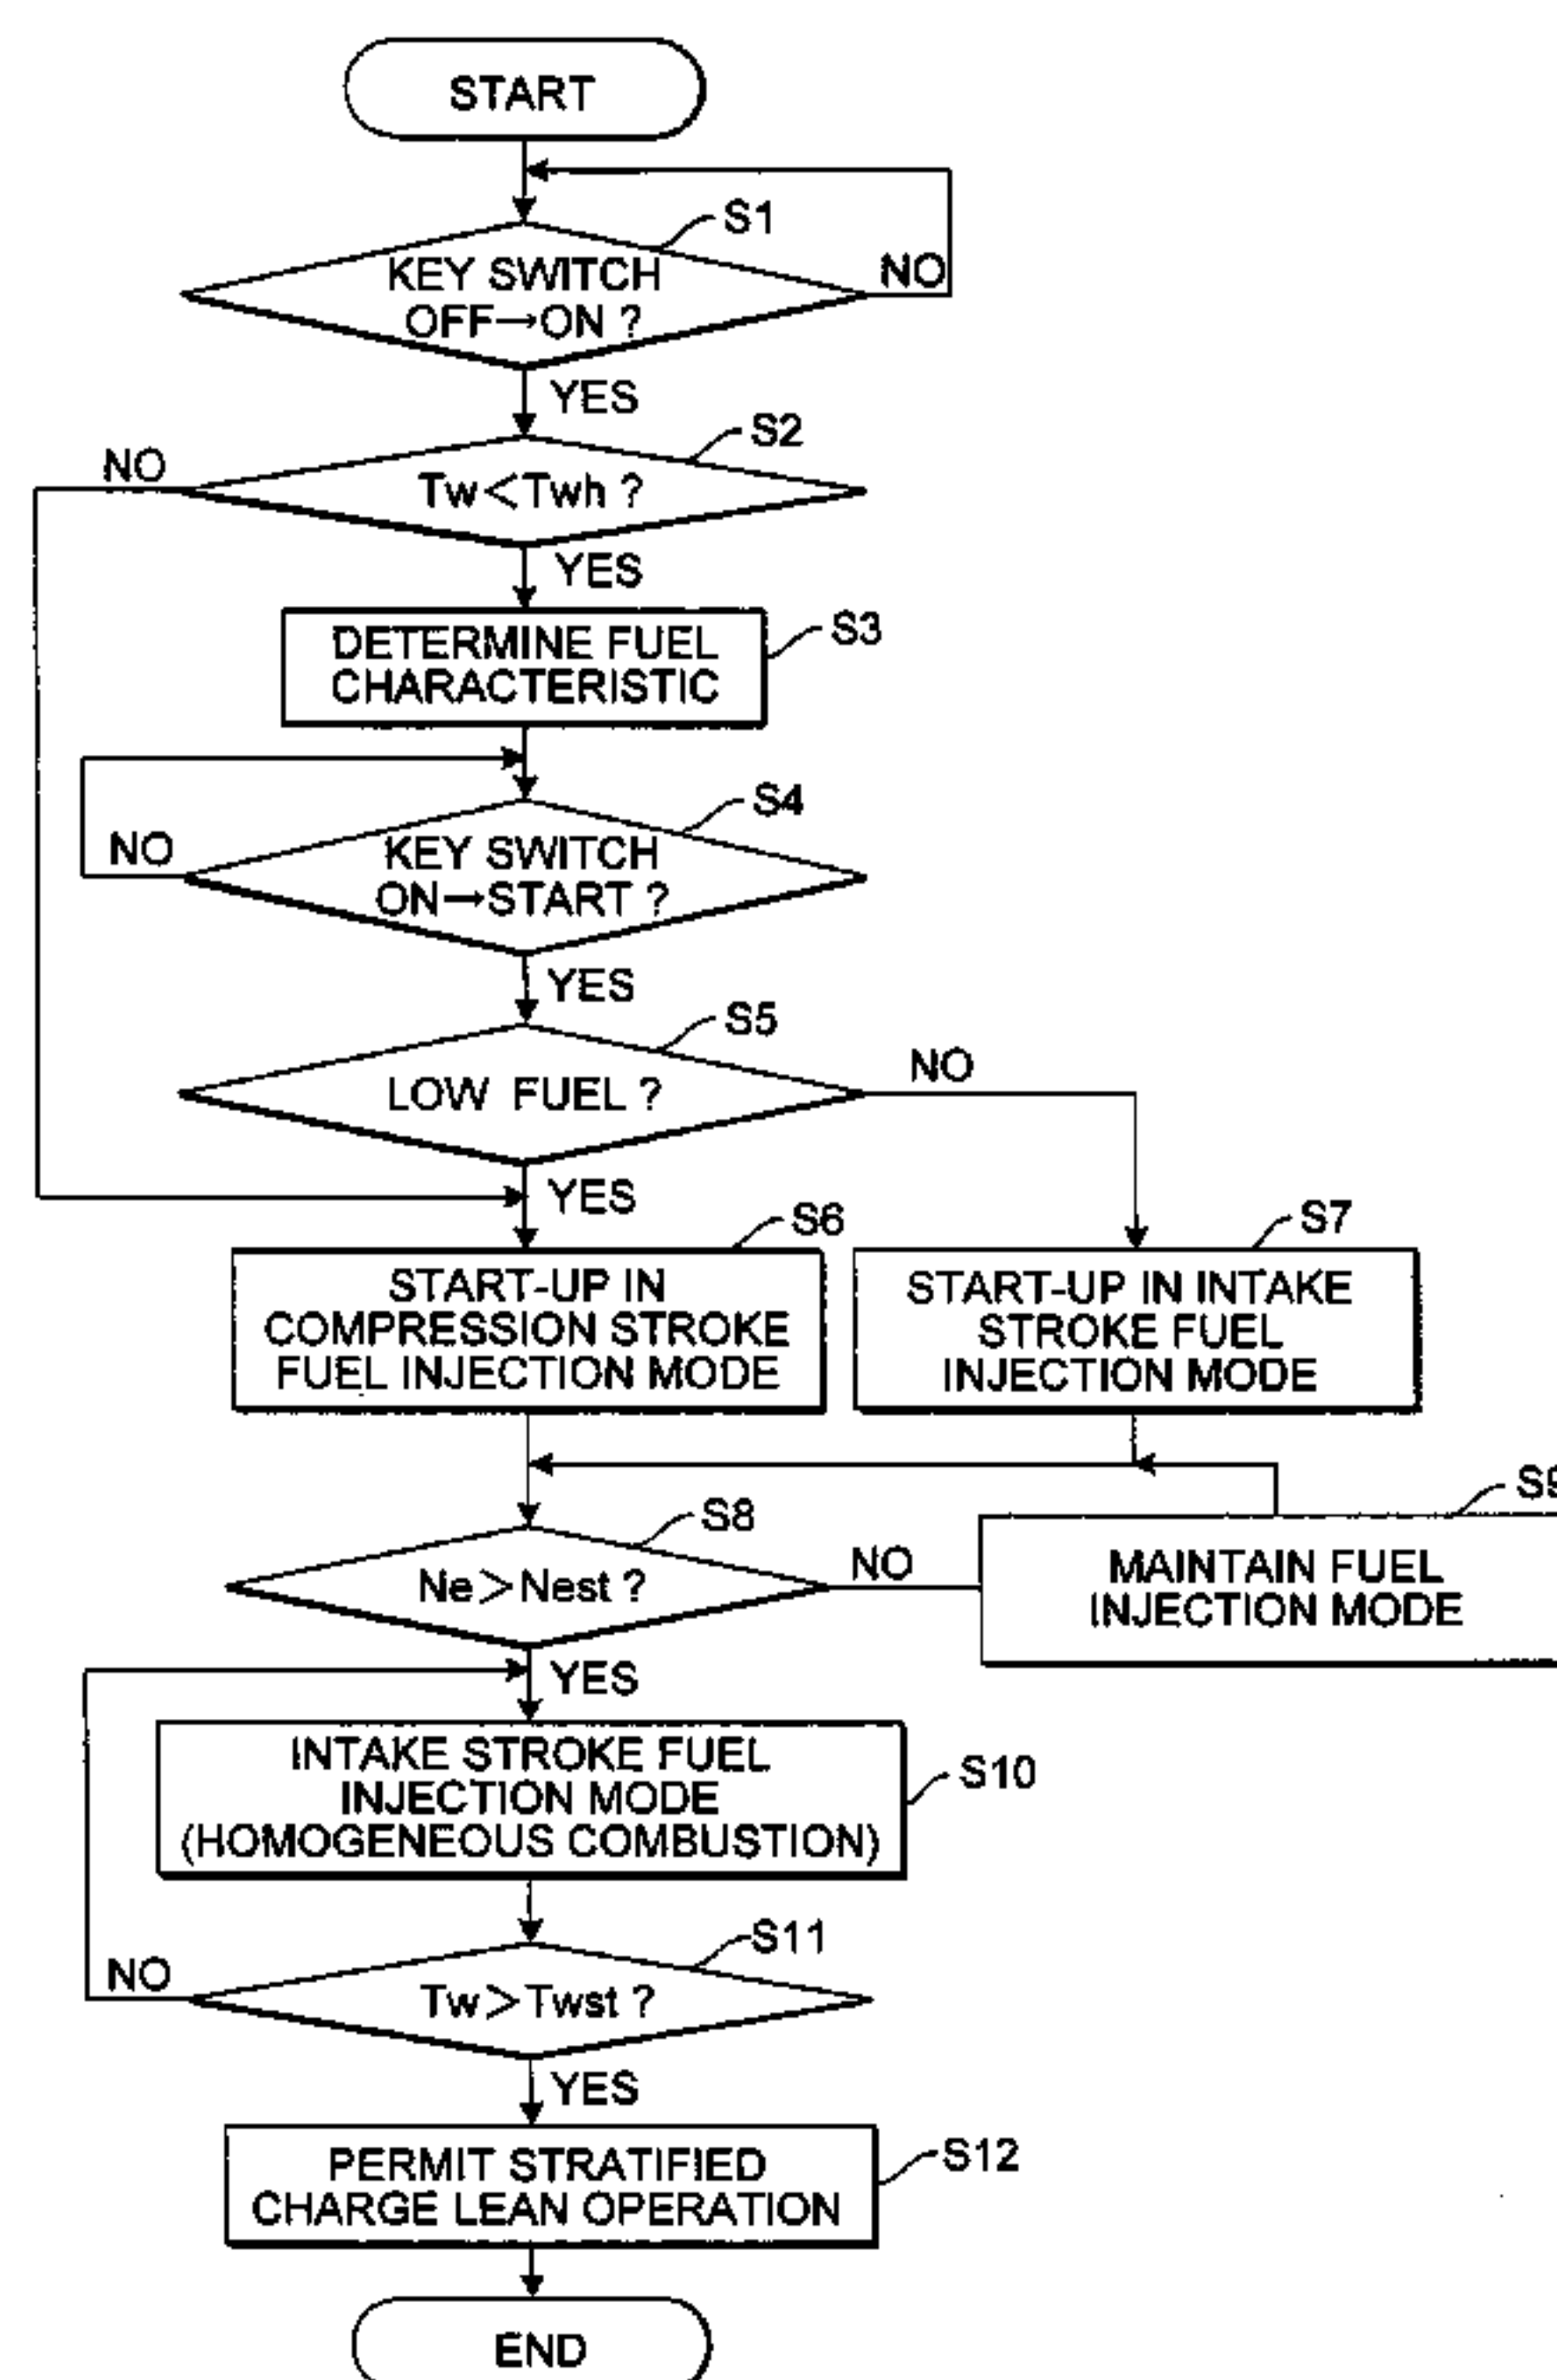 START
S1
KEY SWITCH
OFF→ON ?
NO
YES
S2
NO
Tw<Twh ?
YES
DETERMINE FUEL
CHARACTERISTIC
S3
S4
NO
KEY SWITCH
ON→START ?
YES
S5
LOW FUEL ?
NO
YES
S6
START-UP IN
COMPRESSION STROKE
FUEL INJECTION MODE
S7
START-UP IN INTAKE
STROKE FUEL
INJECTION MODE
S8
Ne>Nest ?
NO
S9
MAINTAIN FUEL
INJECTION MODE
YES
INTAKE STROKE FUEL
INJECTION MODE
(HOMOGENEOUS COMBUSTION)
S10
S11
NO
Tw>Twst ?
YES
PERMIT STRATIFIED
CHARGE LEAN OPERATION
S12
END